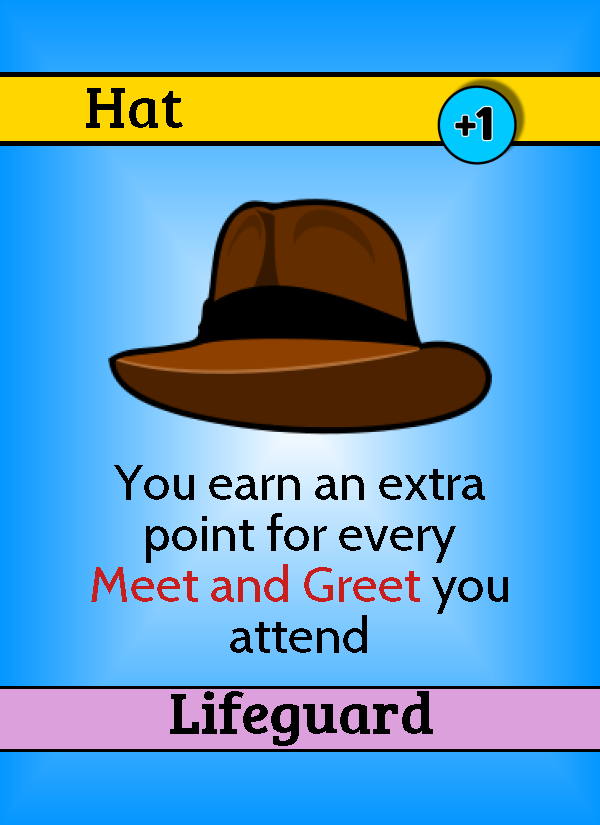 Hat
+1
You earn an extra
point for every
Meet and Greet you
attend
Lifeguard